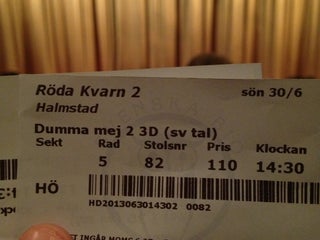 Röda Kvarn 2 sön 30/6
Halmstad
Dumma mej 2 3D (sv tal)
Sekt Rad Stolsnr Pris Klockan
5 82 110 14:30
HÖ
HD2013063014302 0082